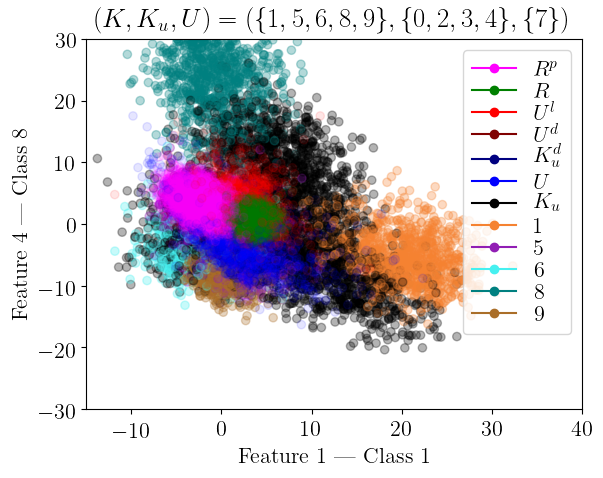 (K, K_u, U) = ({1, 5, 6, 8, 9}, {0, 2, 3, 4}, {7})
Feature 4 — Class 8
30
20
10
0
−10
−20
−30
R^p
R
U^l
U^d
K_u^d
U
K_u
1
5
6
8
9
−10 0 10 20 30 40
Feature 1 — Class 1